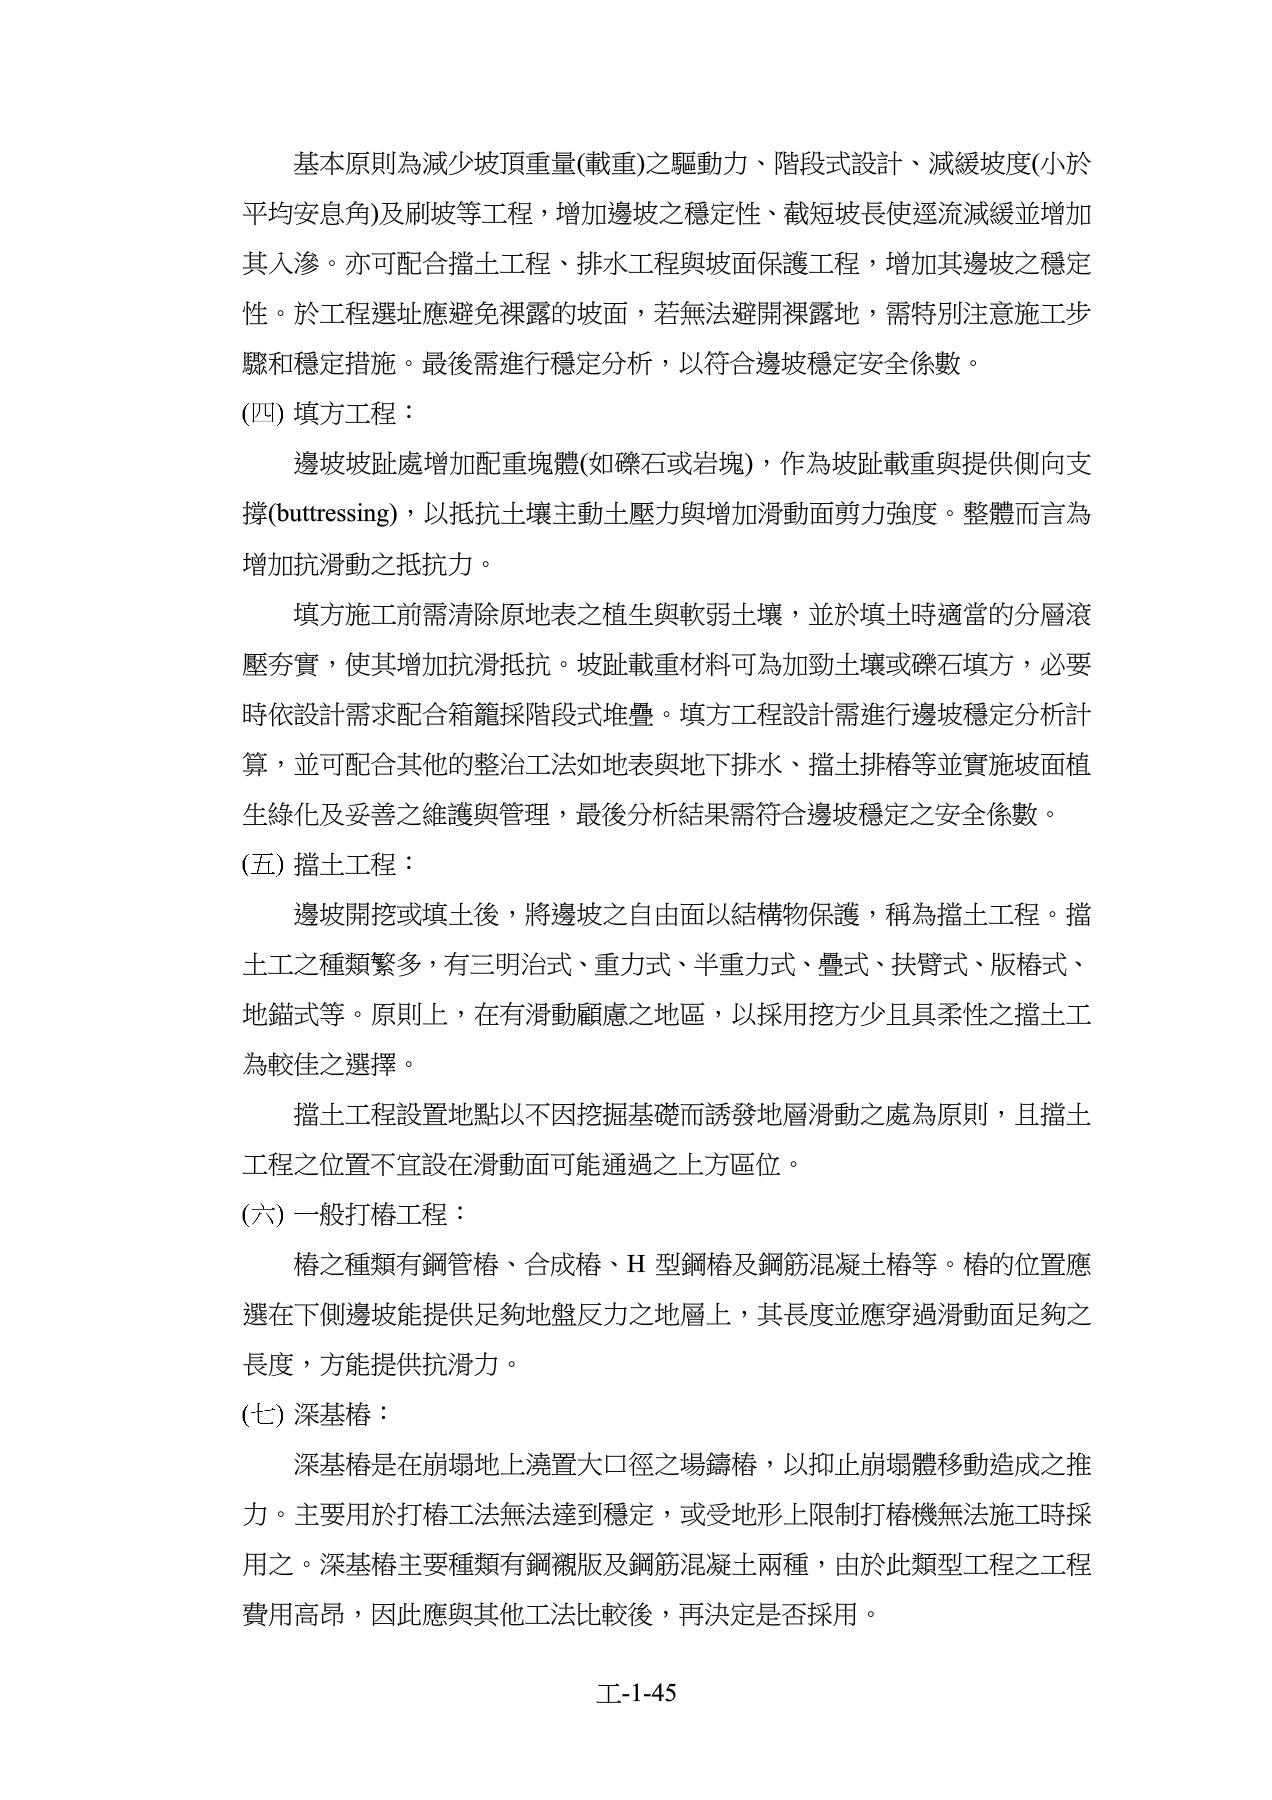 基本原則為減少坡頂重量(載重)之驅動力、階段式設計、減緩坡度(小於
平均安息角)及刷坡等工程，增加邊坡之穩定性、截短坡長使逕流減緩並增加
其入滲。亦可配合擋土工程、排水工程與坡面保護工程，增加其邊坡之穩定
性。於工程選址應避免裸露的坡面，若無法避開裸露地，需特別注意施工步
驟和穩定措施。最後需進行穩定分析，以符合邊坡穩定安全係數。
(四) 填方工程：
邊坡坡趾處增加配重塊體(如礫石或岩塊)，作為坡趾載重與提供側向支
撐(buttressing)，以抵抗土壤主動土壓力與增加滑動面剪力強度。整體而言為
增加抗滑動之抵抗力。
填方施工前需清除原地表之植生與軟弱土壤，並於填土時適當的分層滾
壓夯實，使其增加抗滑抵抗。坡趾載重材料可為加勁土壤或礫石填方，必要
時依設計需求配合箱籠採階段式堆疊。填方工程設計需進行邊坡穩定分析計
算，並可配合其他的整治工法如地表與地下排水、擋土排樁等並實施坡面植
生綠化及妥善之維護與管理，最後分析結果需符合邊坡穩定之安全係數。
(五) 擋土工程：
邊坡開挖或填土後，將邊坡之自由面以結構物保護，稱為擋土工程。擋
土工之種類繁多，有三明治式、重力式、半重力式、疊式、扶臂式、版樁式、
地錨式等。原則上，在有滑動顧慮之地區，以採用挖方少且具柔性之擋土工
為較佳之選擇。
擋土工程設置地點以不因挖掘基礎而誘發地層滑動之處為原則，且擋土
工程之位置不宜設在滑動面可能通過之上方區位。
(六) 一般打樁工程：
樁之種類有鋼管樁、合成樁、H 型鋼樁及鋼筋混凝土樁等。樁的位置應
選在下側邊坡能提供足夠地盤反力之地層上，其長度並應穿過滑動面足夠之
長度，方能提供抗滑力。
(七) 深基樁：
深基樁是在崩塌地上澆置大口徑之場鑄樁，以抑止崩塌體移動造成之推
力。主要用於打樁工法無法達到穩定，或受地形上限制打樁機無法施工時採
用之。深基樁主要種類有鋼襯版及鋼筋混凝土兩種，由於此類型工程之工程
費用高昂，因此應與其他工法比較後，再決定是否採用。
工-1-45